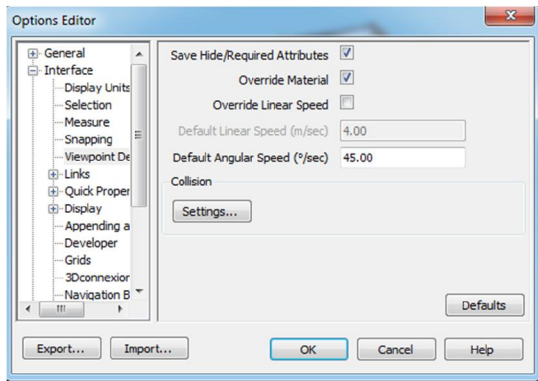 Options Editor
General
Interface
Display Units
Selection
Measure
Snapping
Viewpoint De
Links
Quick Proper
Display
Appending a
Developer
Grids
3Dconnexior
Navigation B
Save Hide/Required Attributes
Override Material
Override Linear Speed
Default Linear Speed (m/sec) 4.00
Default Angular Speed (°/sec) 45.00
Collision
Settings...
Defaults
Export... Import... OK Cancel Help